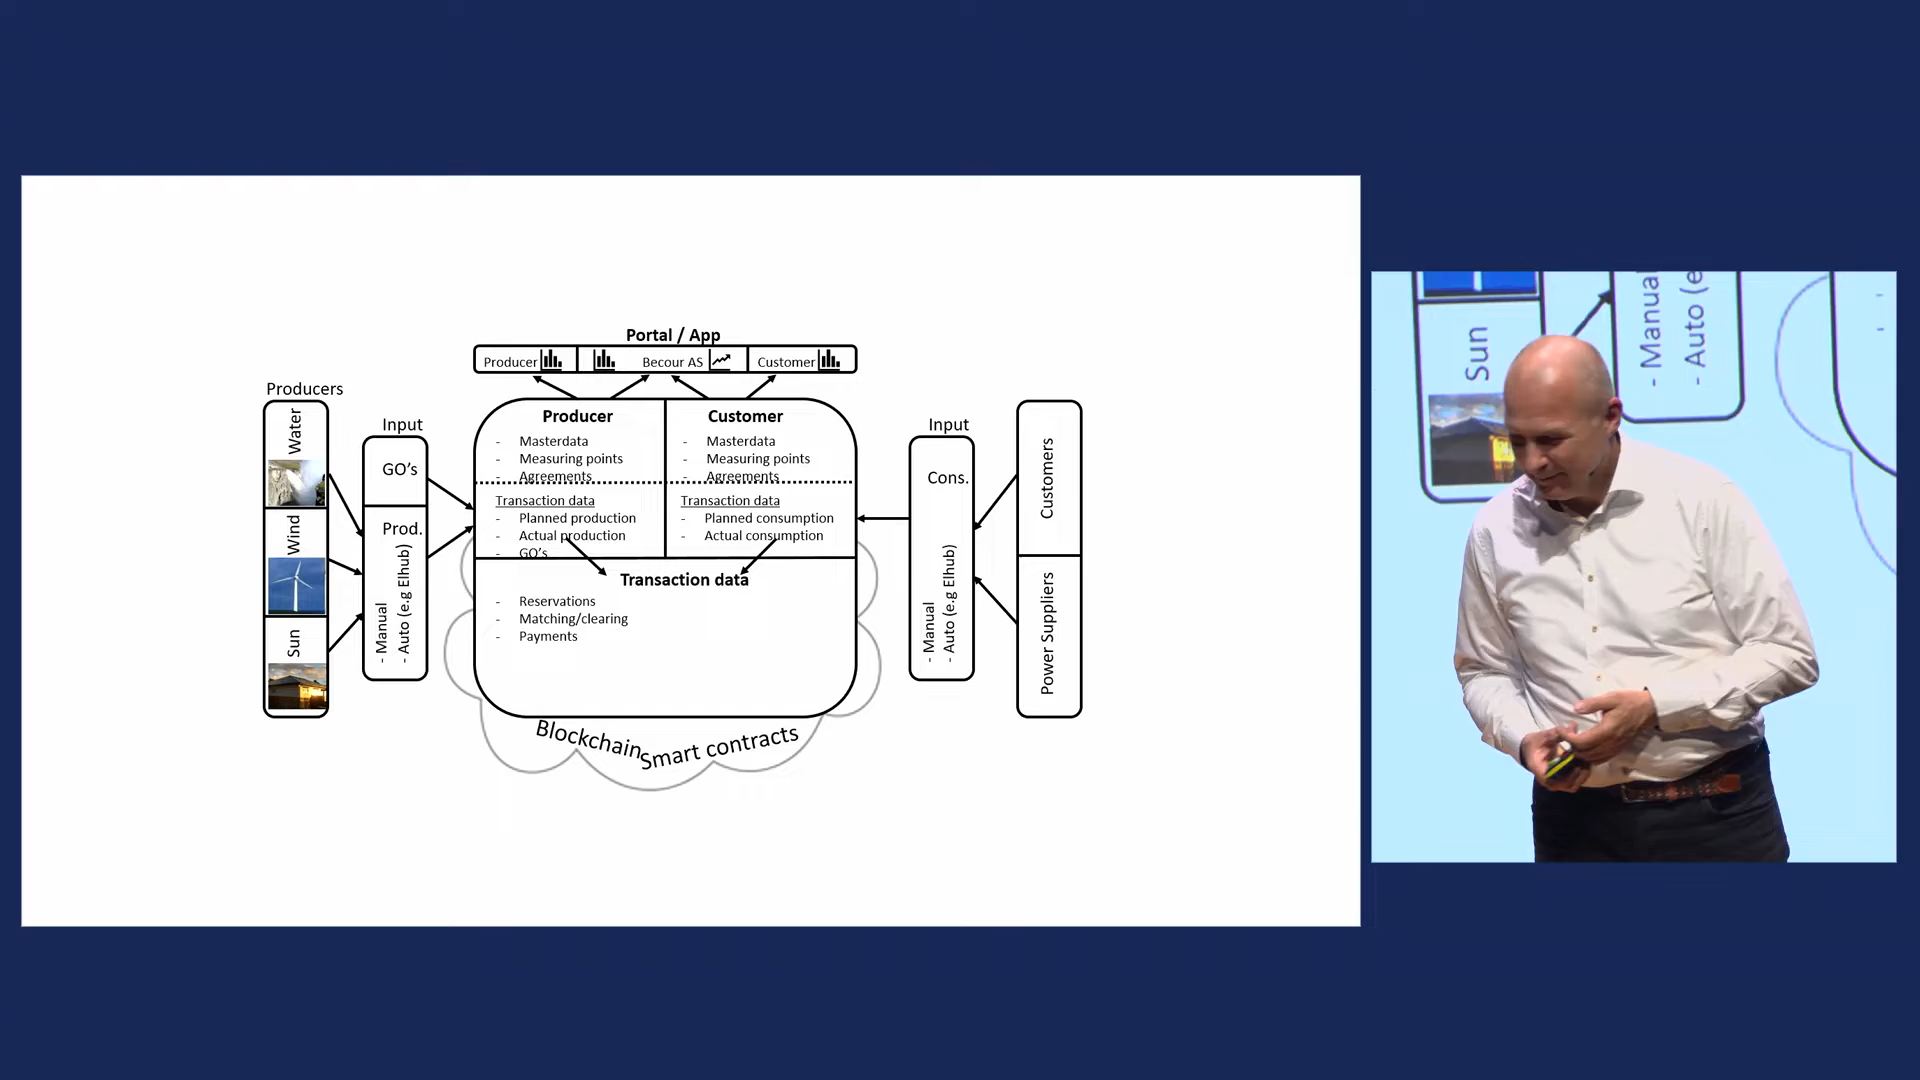 Portal / App
Producer
Becour AS
Customer
Producers
Water
Wind
Sun
Input
GO's
Prod.
- Manual
- Auto (e.g Elhub)
Producer
- Masterdata
- Measuring points
- Agreements
Transaction data
- Planned production
- Actual production
- GO's
Customer
- Masterdata
- Measuring points
- Agreements
Transaction data
- Planned consumption
- Actual consumption
Transaction data
- Reservations
- Matching/clearing
- Payments
Blockchain
Smart contracts
Input
Cons.
- Manual
- Auto (e.g Elhub)
Customers
Power Suppliers
Sun
- Manual
- Auto (e